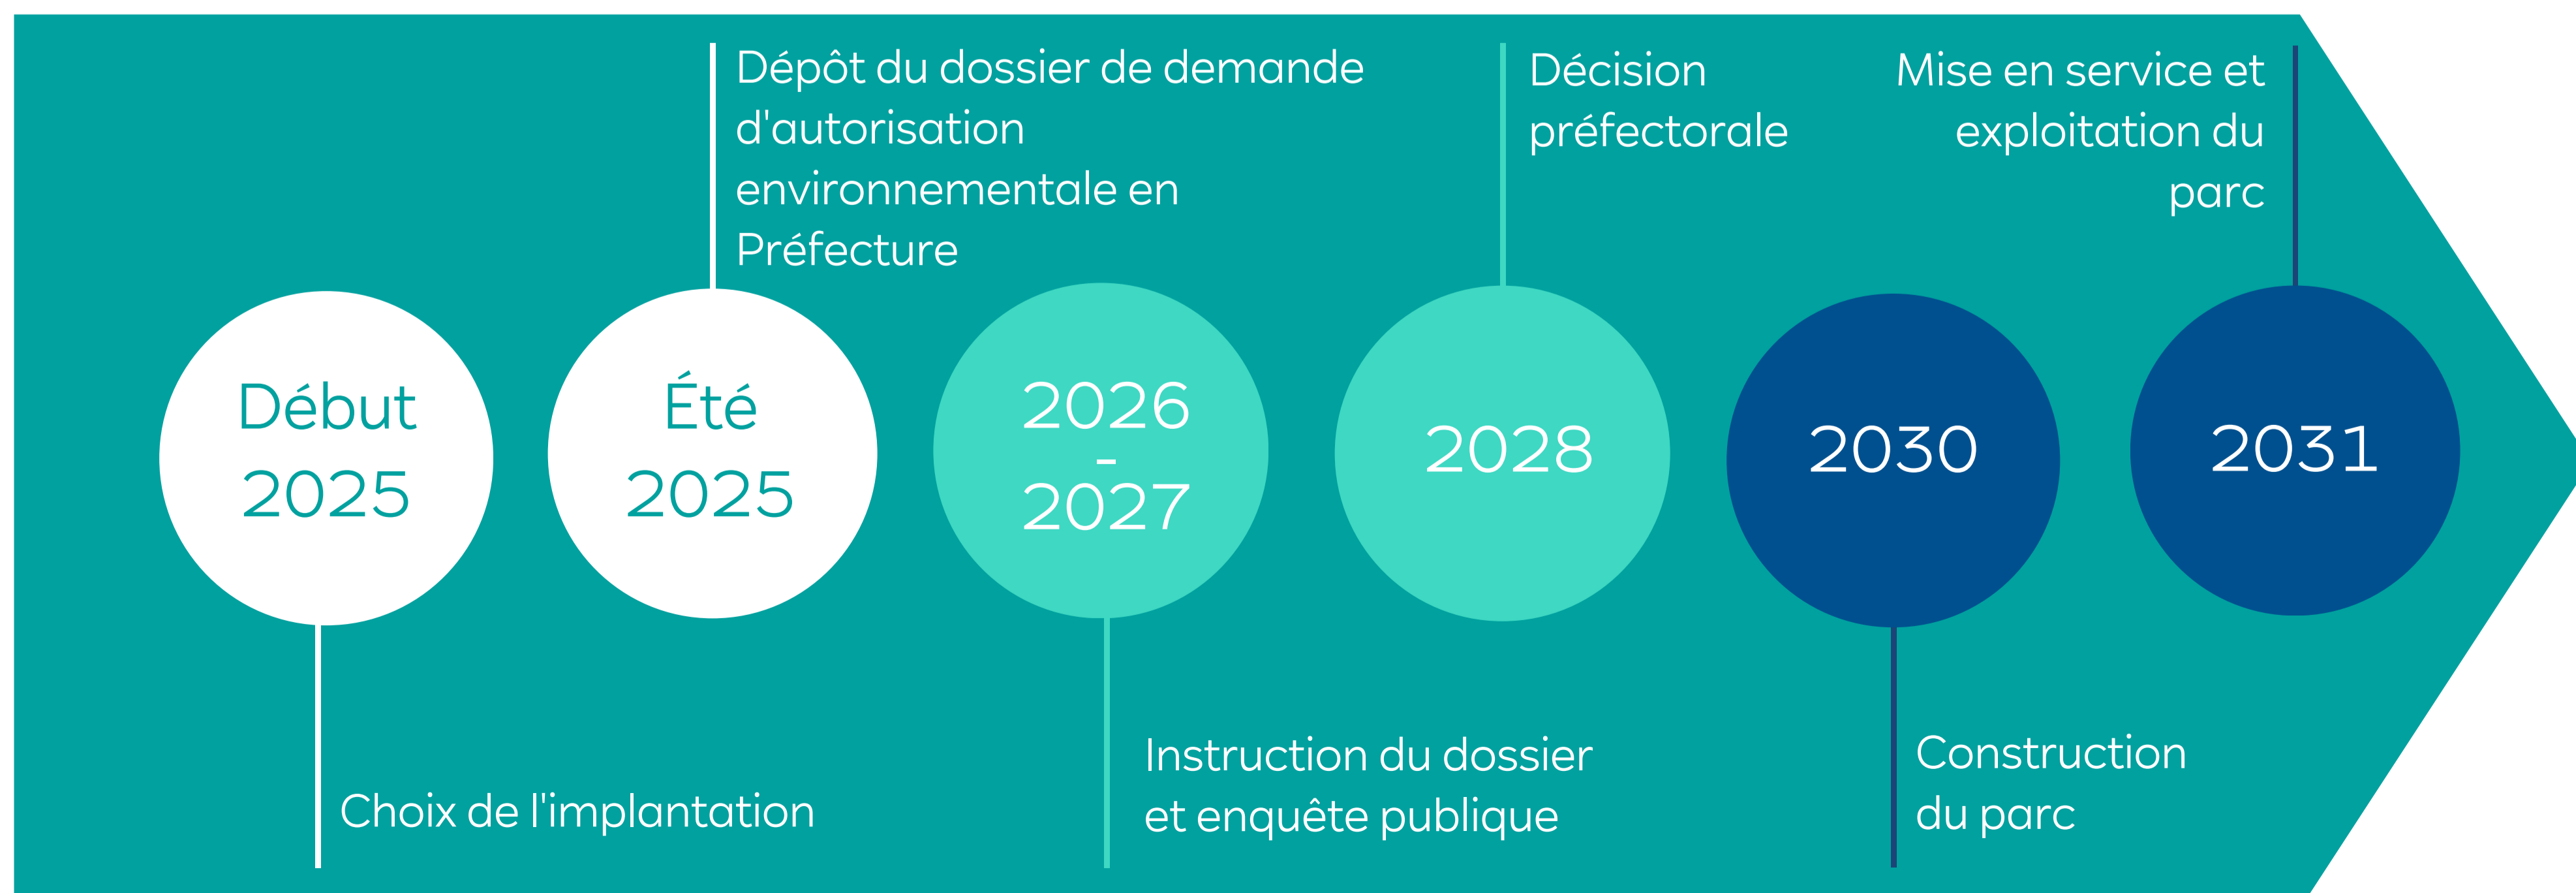 Début
2025
Choix de l'implantation
Été
2025
Dépôt du dossier de demande
d'autorisation
environnementale en
Préfecture
2026
-
2027
Instruction du dossier
et enquête publique
2028
Décision
préfectorale
2030
Construction
du parc
2031
Mise en service et
exploitation du
parc